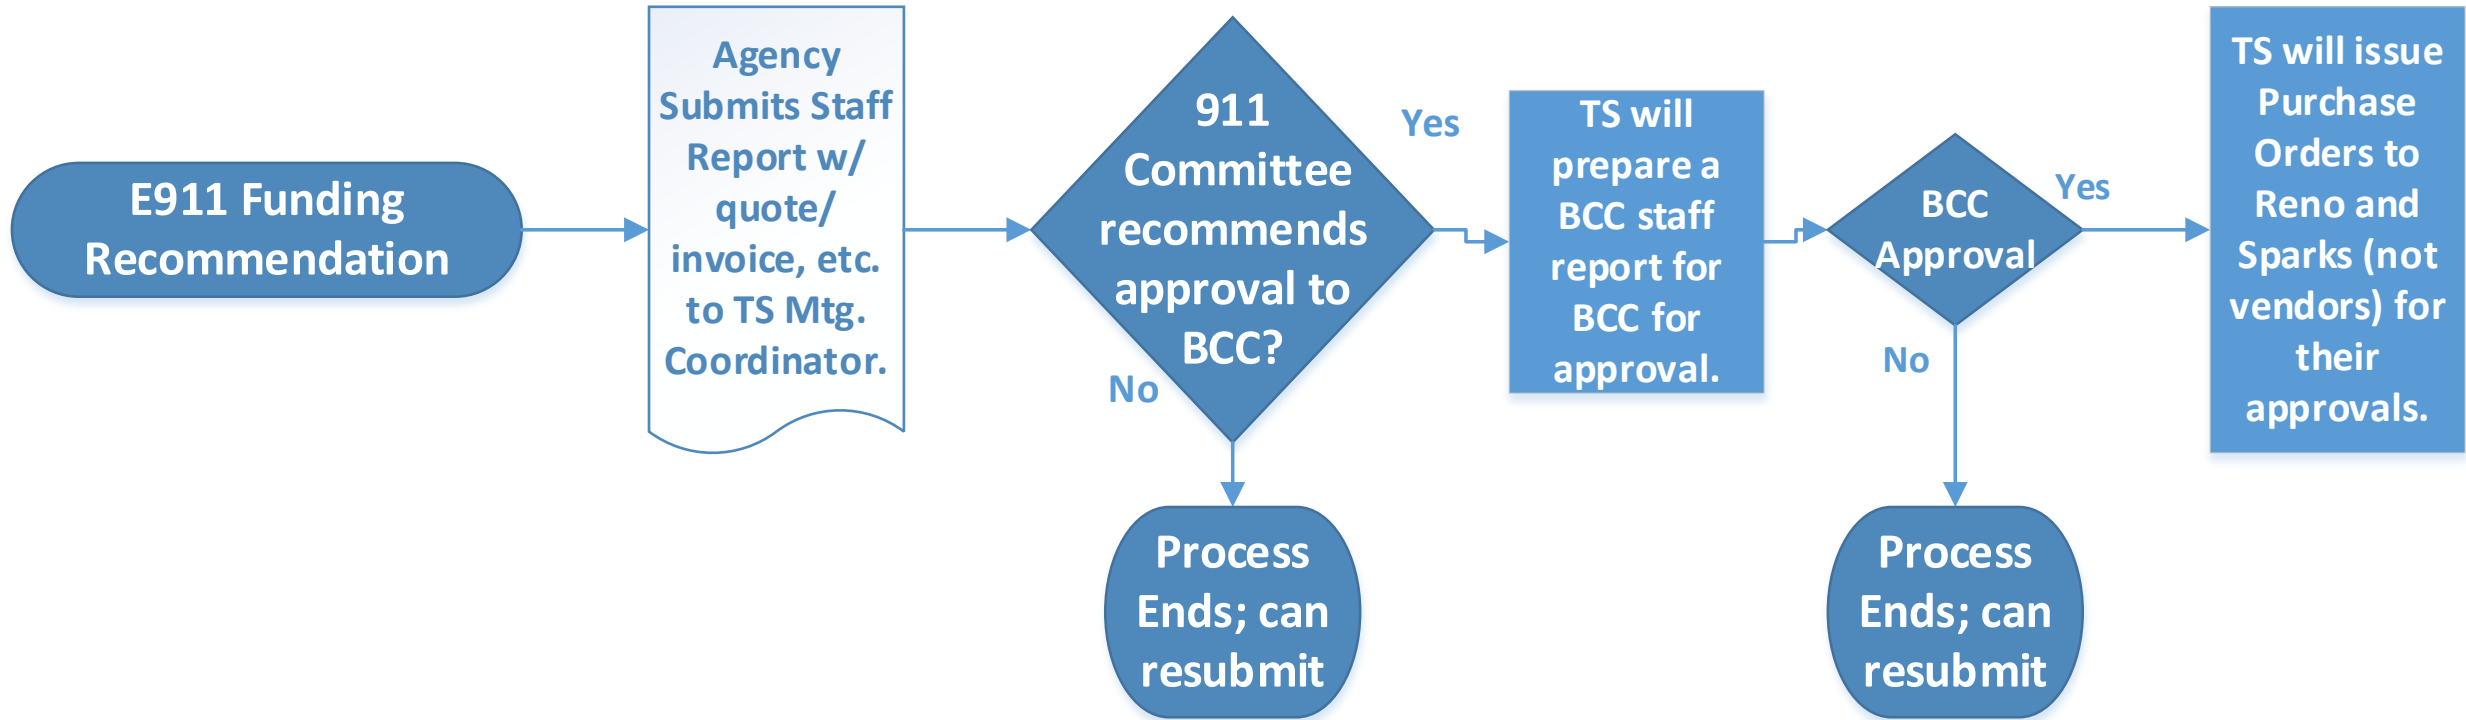 E911 Funding
Recommendation
Agency
Submits Staff
Report w/
quote/
invoice, etc.
to TS Mtg.
Coordinator.
911
Committee
recommends
approval to
BCC?
Yes
No
Process
Ends; can
resubmit
TS will
prepare a
BCC staff
report for
BCC for
approval.
BCC
Approval
Yes
No
Process
Ends; can
resubmit
TS will issue
Purchase
Orders to
Reno and
Sparks (not
vendors) for
their
approvals.